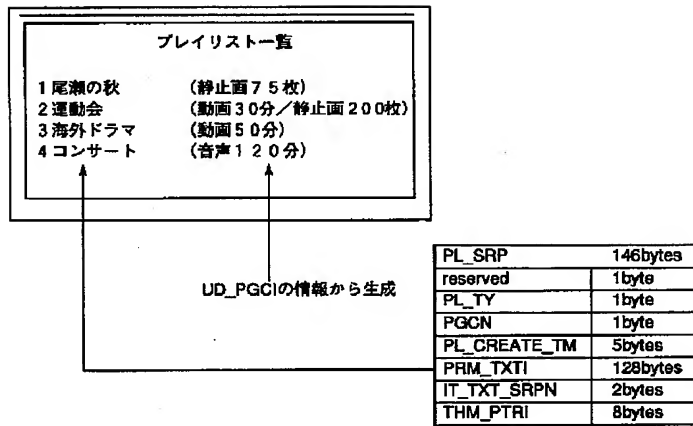 プレイリスト一覧
1 尾瀬の秋 (静止画75枚)
2 運動会 (動画30分/静止画200枚)
3 海外ドラマ (動画50分)
4 コンサート (音声120分)
UD_PGCIの情報から生成
PL_SRP 146bytes
reserved 1byte
PL_TY 1byte
PGCN 1byte
PL_CREATE_TM 5bytes
PRM_TXTI 128bytes
IT_TXT_SRPN 2bytes
THM_PTRI 8bytes